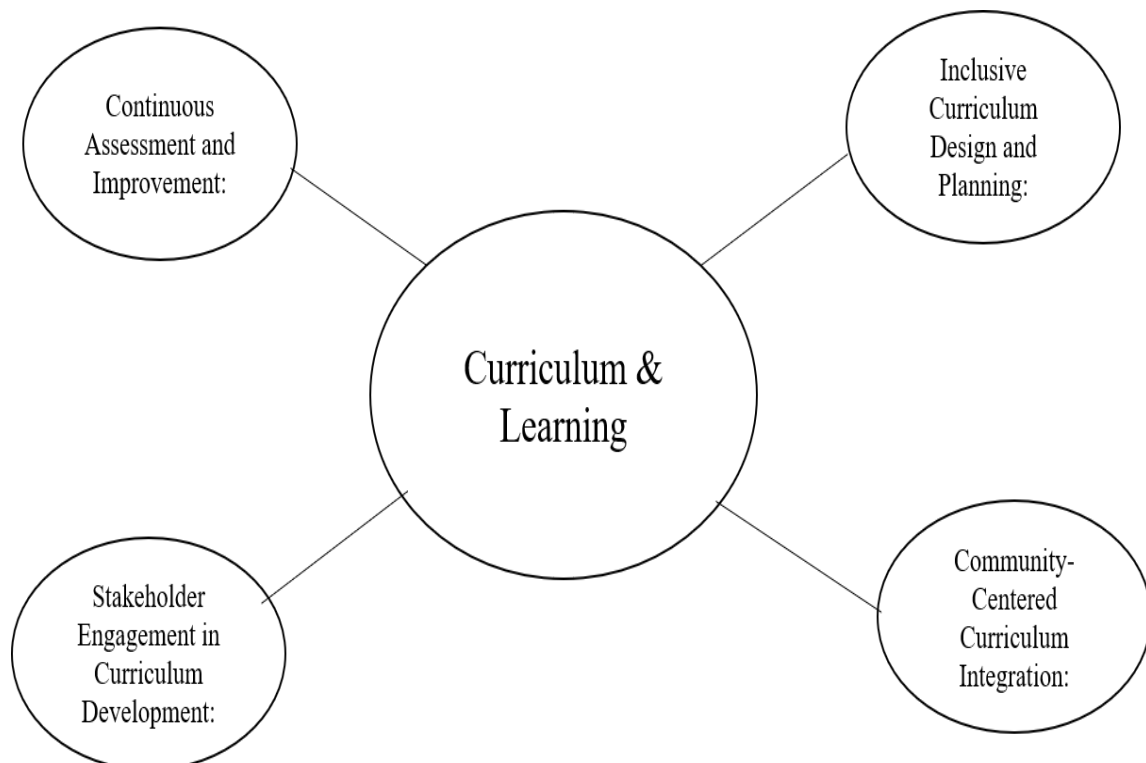 Continuous
Assessment and
Improvement:
Inclusive
Curriculum
Design and
Planning:
Curriculum &
Learning
Stakeholder
Engagement in
Curriculum
Development:
Community-
Centered
Curriculum
Integration: